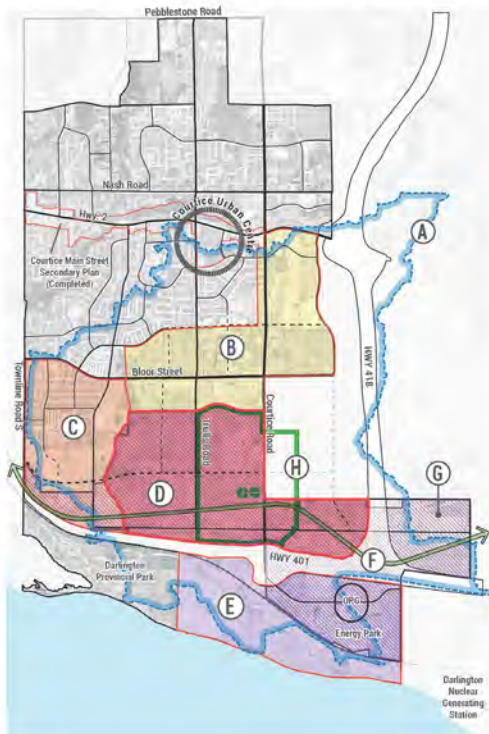 Pebblestone Road
Nash Road
Hwy. 2
Courtice Urban Centre
A
Courtice Main Street
Secondary Plan
(Completed)
B
HWY 418
Bloor Street
Townline Road S
C
Trulls Road
Courtice Road
H
G
D
F
HWY 401
Darlington
Provincial Park
E
OPG
Energy Park
Darlington
Nuclear
Generating
Station